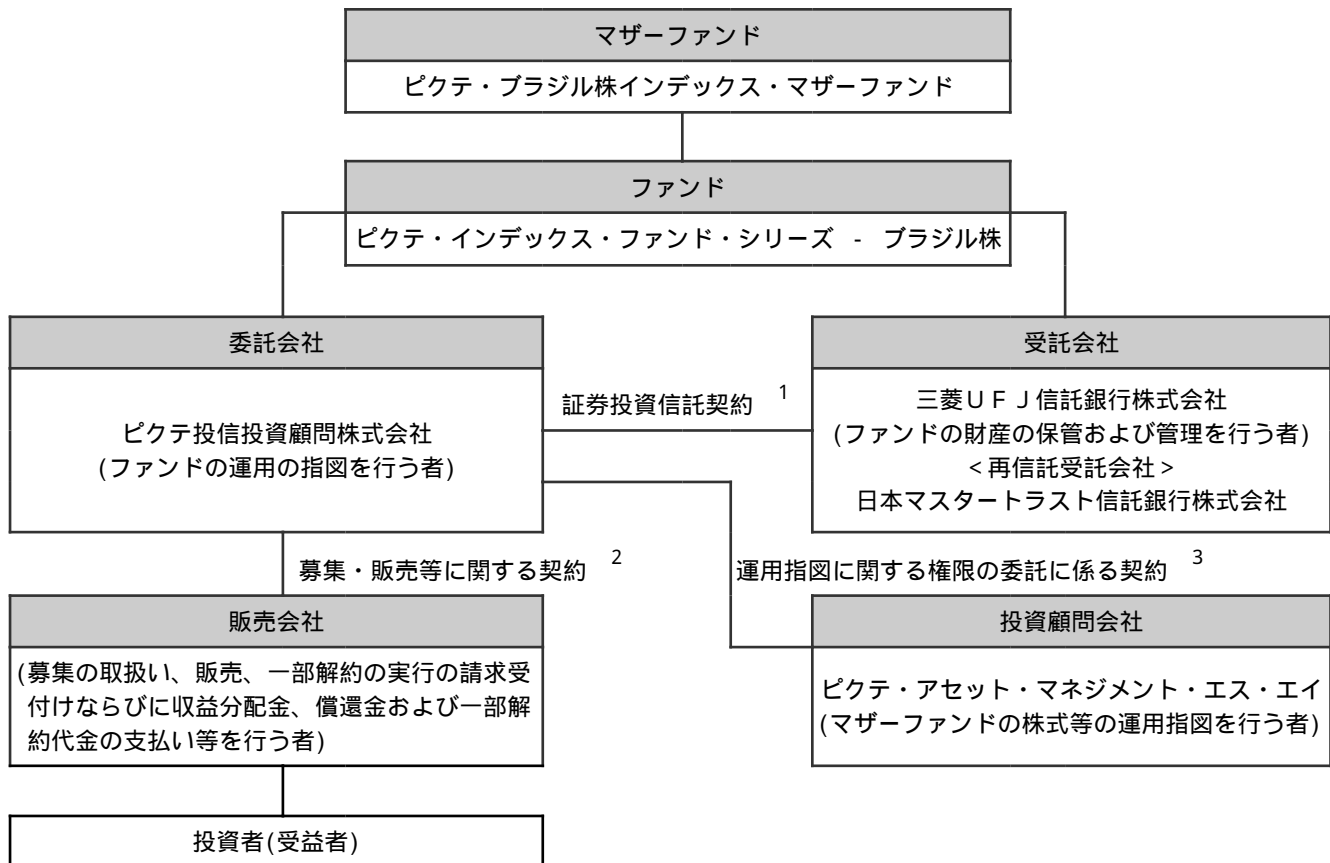 マザーファンド
ピクテ・ブラジル株インデックス・マザーファンド
ファンド
ピクテ・インデックス・ファンド・シリーズ - ブラジル株
委託会社
ピクテ投信投資顧問株式会社
(ファンドの運用の指図を行う者)
証券投資信託契約 1
受託会社
三菱UFJ信託銀行株式会社
(ファンドの財産の保管および管理を行う者)
<再信託受託会社>
日本マスタートラスト信託銀行株式会社
募集・販売等に関する契約 2
運用指図に関する権限の委託に係る契約 3
販売会社
(募集の取扱い、販売、一部解約の実行の請求受
付けならびに収益分配金、償還金および一部解
約代金の支払い等を行う者)
投資顧問会社
ピクテ・アセット・マネジメント・エス・エイ
(マザーファンドの株式等の運用指図を行う者)
投資者(受益者)